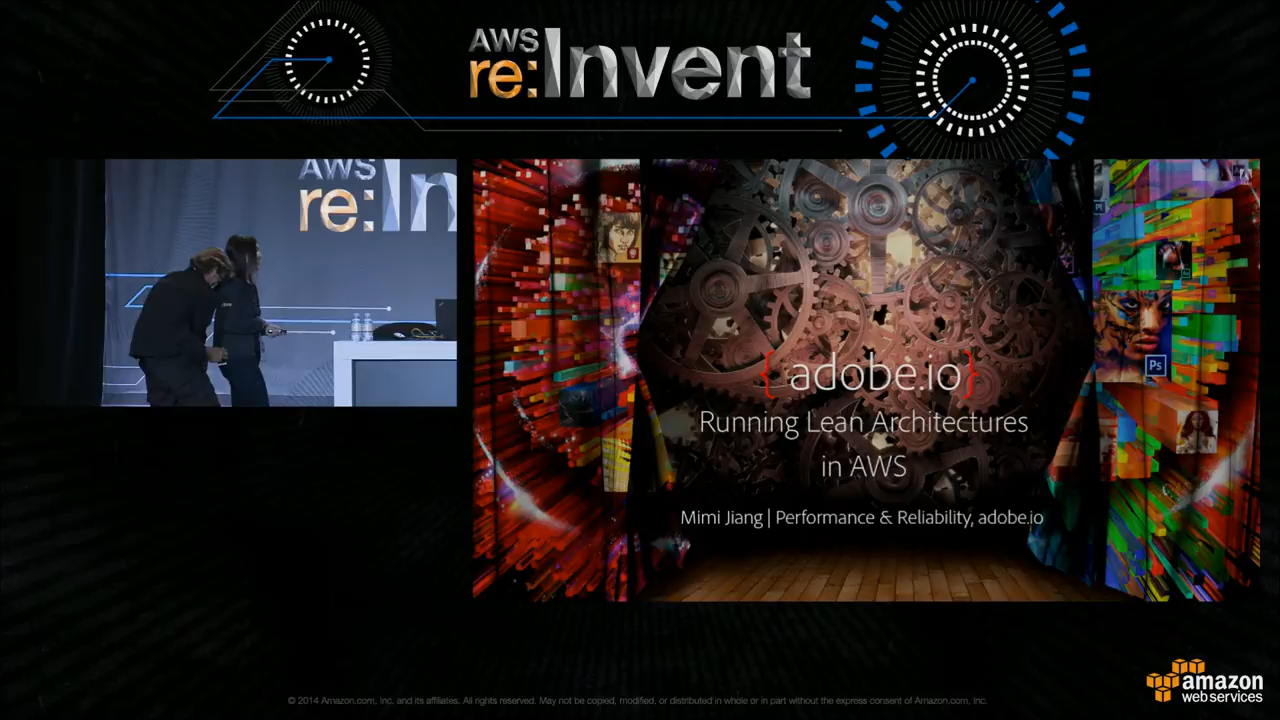 AWS
re:Invent
AWS
re:In
{ adobe.io }
Running Lean Architectures
in AWS
Mimi Jiang | Performance & Reliability, adobe.io
Ps
© 2014 Amazon.com, Inc. and its affiliates. All rights reserved. May not be copied, modified, or distributed in whole or in part without the express consent of Amazon.com, Inc.
amazon
web services